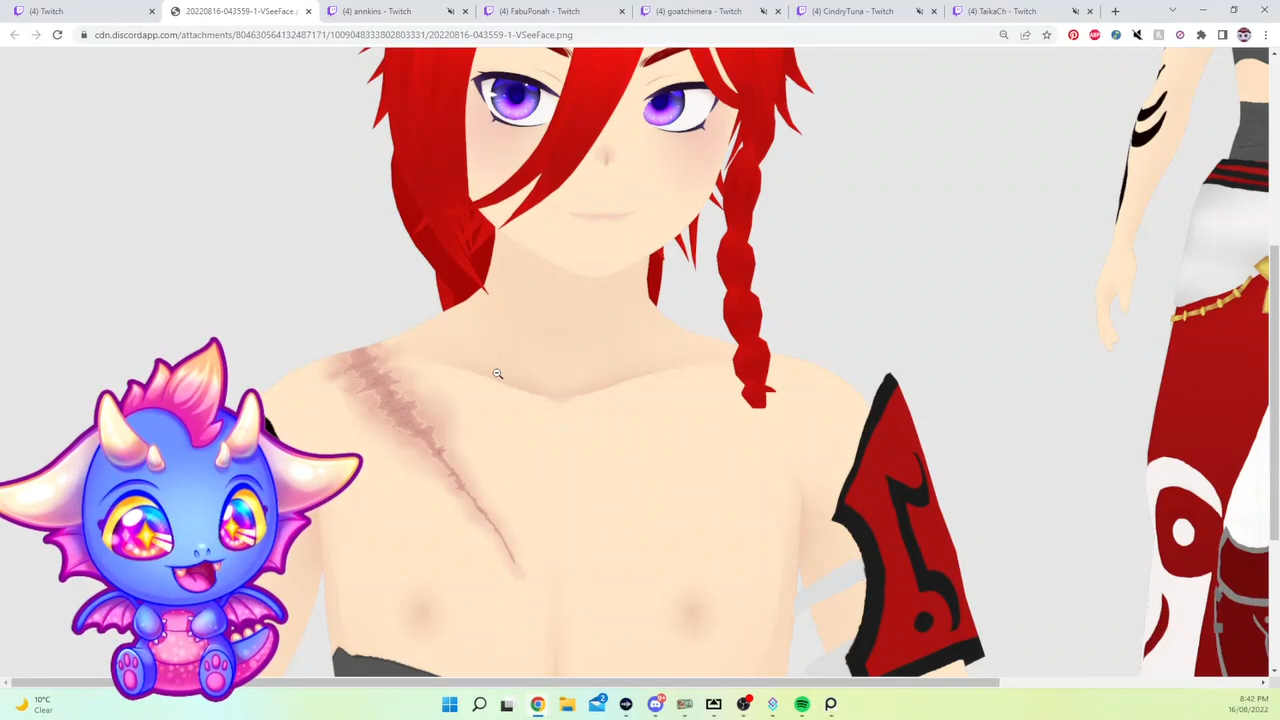 (4) Twitch
20220816-043559-1-VSeeFace.p
(4) annkins - Twitch
(4) FabuPonah - Twitch
(4) goatchimera - Twitch
(4) CindryTuna - Twitch
(4) TaikaCh - Twitch
cdn.discordapp.com/attachments/804630564132487171/1009048333802803331/20220816-043559-1-VSeeFace.png
10°C
Clear
8:42 PM
16/08/2022